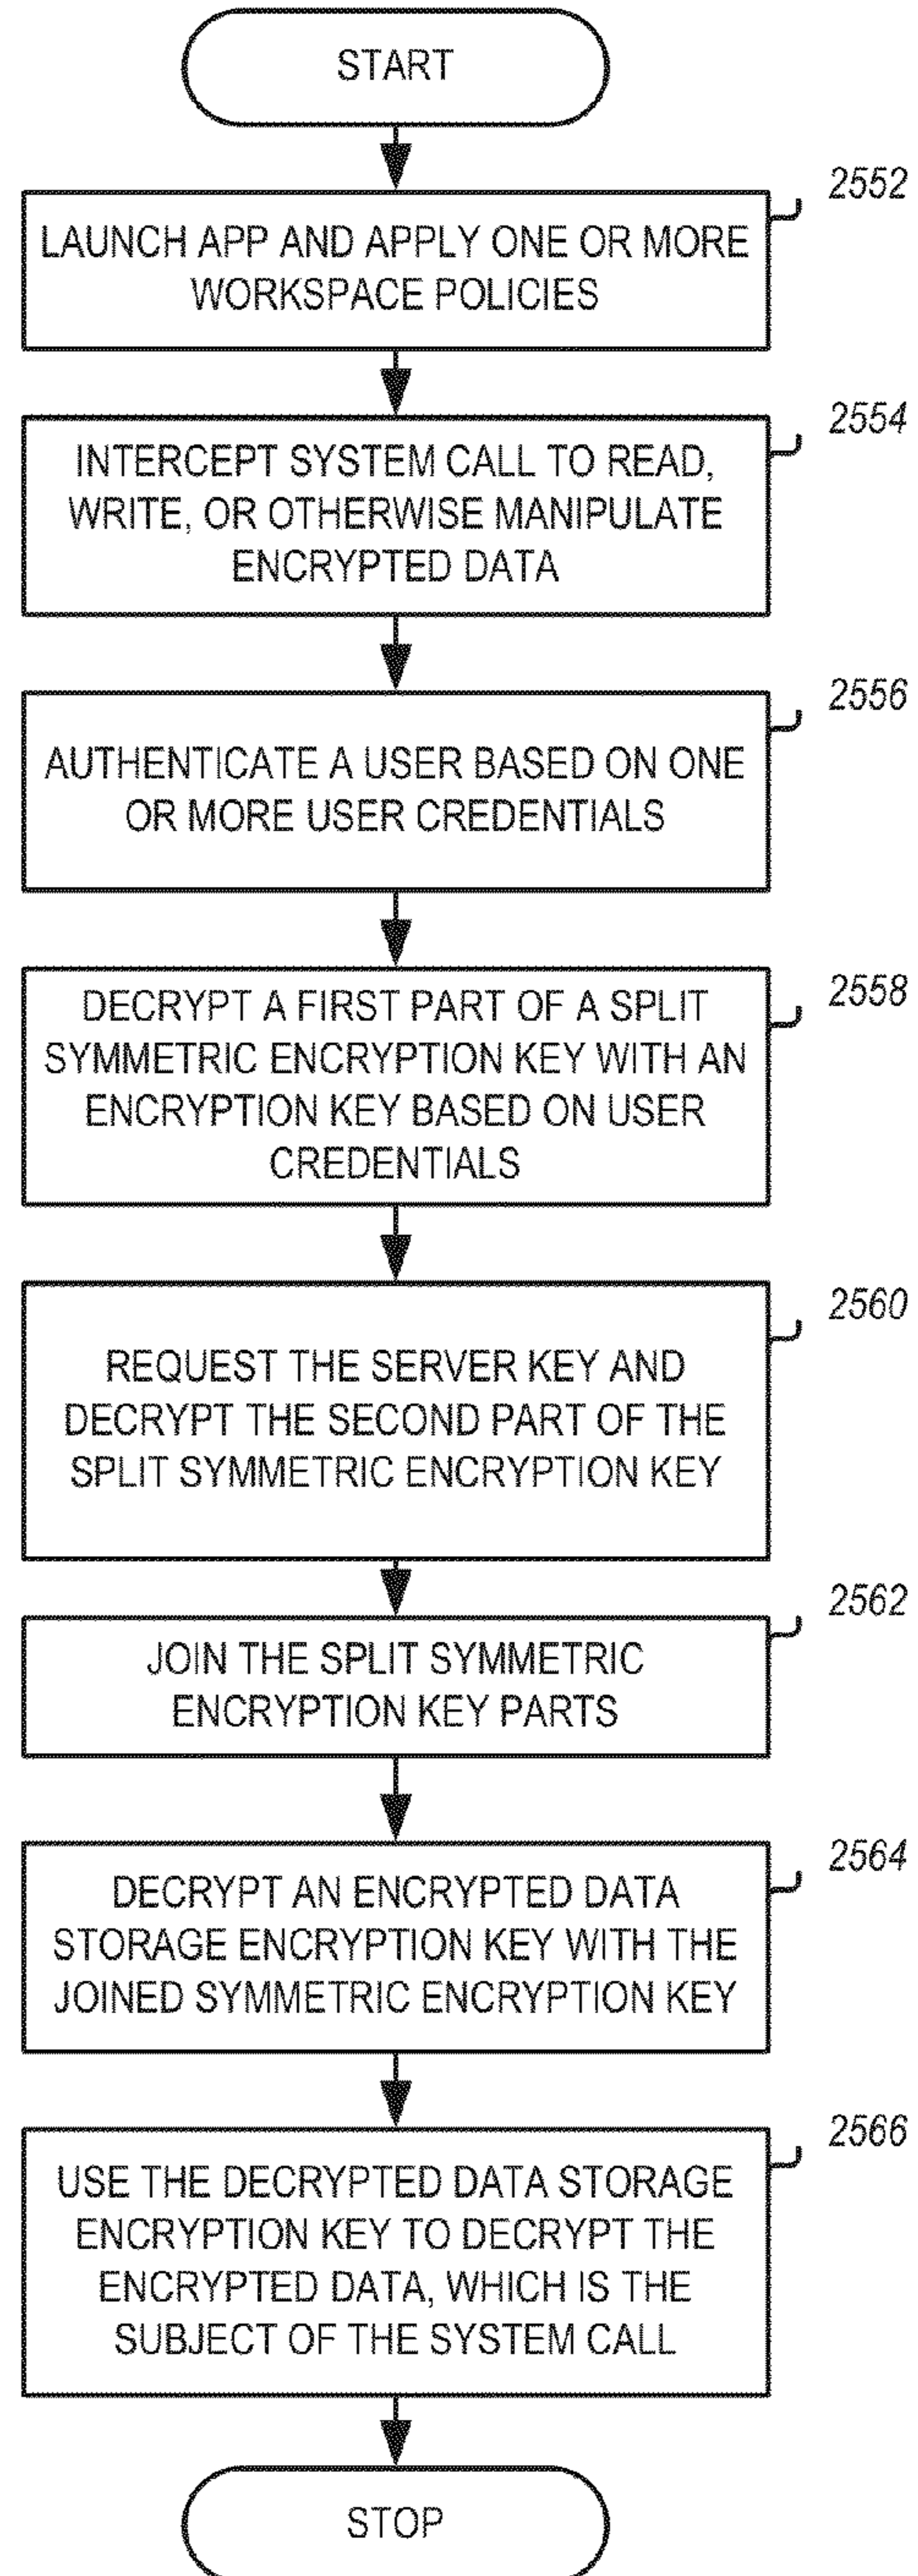 START
2552
LAUNCH APP AND APPLY ONE OR MORE
WORKSPACE POLICIES
2554
INTERCEPT SYSTEM CALL TO READ,
WRITE, OR OTHERWISE MANIPULATE
ENCRYPTED DATA
2556
AUTHENTICATE A USER BASED ON ONE
OR MORE USER CREDENTIALS
2558
DECRYPT A FIRST PART OF A SPLIT
SYMMETRIC ENCRYPTION KEY WITH AN
ENCRYPTION KEY BASED ON USER
CREDENTIALS
2560
REQUEST THE SERVER KEY AND
DECRYPT THE SECOND PART OF THE
SPLIT SYMMETRIC ENCRYPTION KEY
2562
JOIN THE SPLIT SYMMETRIC
ENCRYPTION KEY PARTS
2564
DECRYPT AN ENCRYPTED DATA
STORAGE ENCRYPTION KEY WITH THE
JOINED SYMMETRIC ENCRYPTION KEY
2566
USE THE DECRYPTED DATA STORAGE
ENCRYPTION KEY TO DECRYPT THE
ENCRYPTED DATA, WHICH IS THE
SUBJECT OF THE SYSTEM CALL
STOP